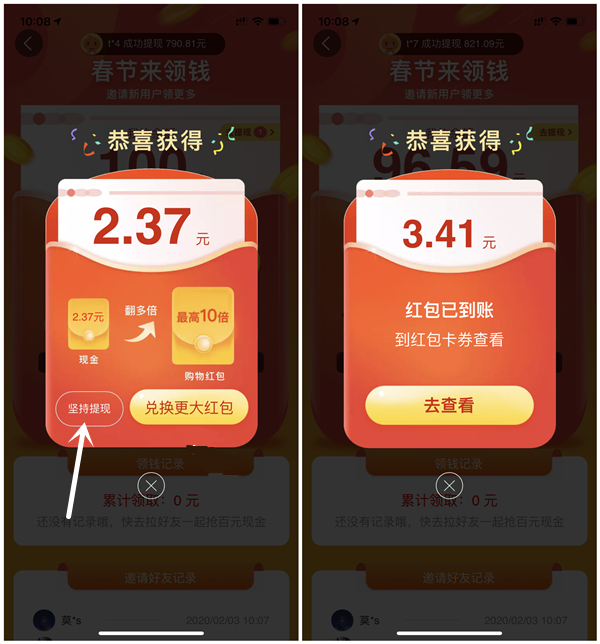 10:08
t*4 成功提现 790.81元
春节来领钱
邀请新用户领更多
提现 1
恭喜获得
100
2.37 元
2.37元
现金
翻多倍
最高10倍
购物红包
坚持提现
兑换更大红包
领钱记录
累计领取：0 元
还没有记录哦，快去拉好友一起抢百元现金
邀请好友记录
莫*s
2020/02/03 10:07
10:08
t*7 成功提现 821.09元
春节来领钱
邀请新用户领更多
去提现
恭喜获得
96.59 元
3.41 元
红包已到账
到红包卡券查看
去查看
领钱记录
累计领取：0 元
还没有记录哦，快去拉好友一起抢百元现金
邀请好友记录
莫*s
2020/02/03 10:07